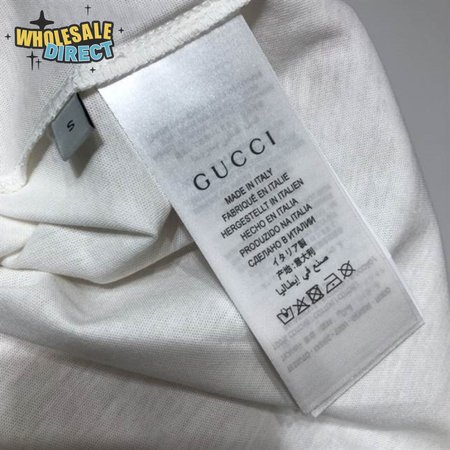 WHOLESALE
DIRECT
S
GUCCI
MADE IN ITALY
FABRIQUÉ EN ITALIE
HERGESTELLT IN ITALIEN
HECHO EN ITALIA
PRODUZIDO NA ITALIA
СДЕЛАНО В ИТАЛИИ
イタリア製
产地:意大利
صنع في إيطاليا